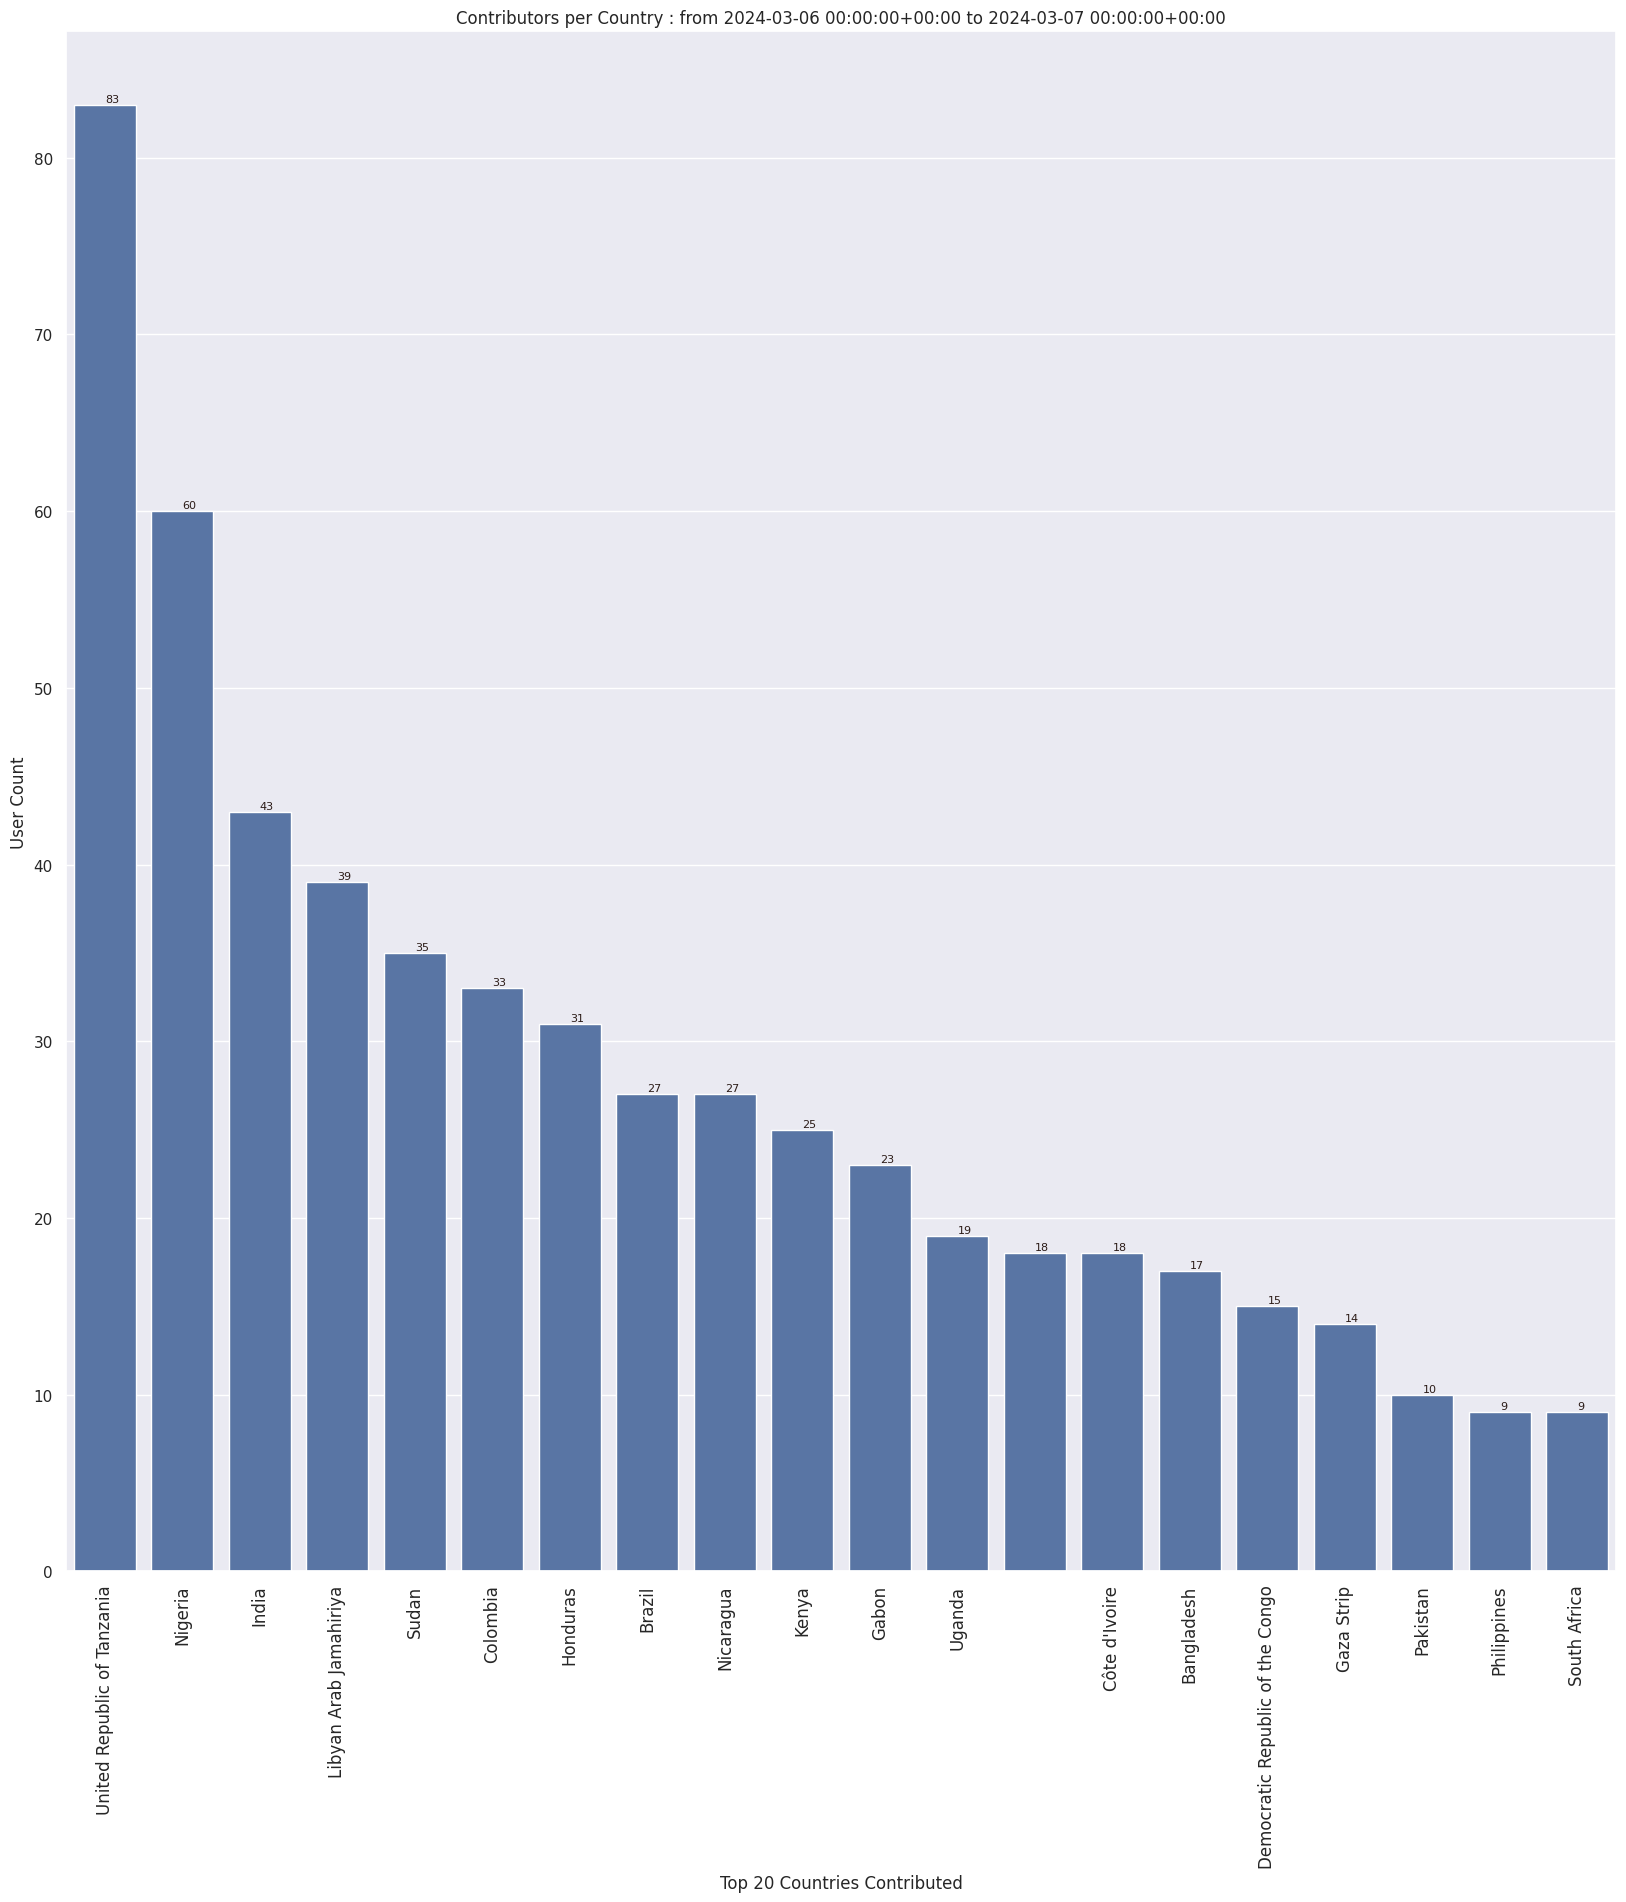 Contributors per Country : from 2024-03-06 00:00:00+00:00 to 2024-03-07 00:00:00+00:00
User Count
80
70
60
50
40
30
20
10
0
83
60
43
39
35
33
31
27
27
25
23
19
18
18
17
15
14
10
9
9
United Republic of Tanzania
Nigeria
India
Libyan Arab Jamahiriya
Sudan
Colombia
Honduras
Brazil
Nicaragua
Kenya
Gabon
Uganda
Côte d'Ivoire
Bangladesh
Democratic Republic of the Congo
Gaza Strip
Pakistan
Philippines
South Africa
Top 20 Countries Contributed